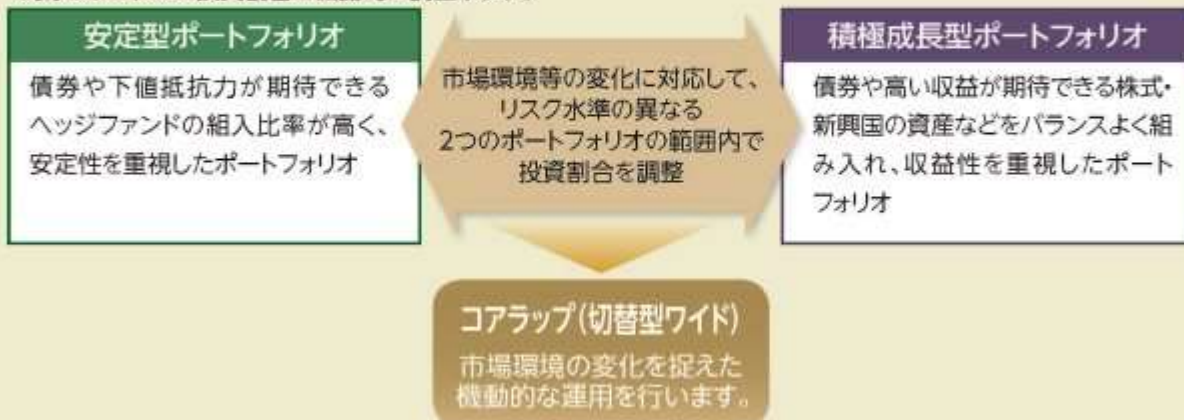 安定型ポートフォリオ
債券や下値抵抗力が期待できる
ヘッジファンドの組入比率が高く、
安定性を重視したポートフォリオ
市場環境等の変化に対応して、
リスク水準の異なる
2つのポートフォリオの範囲内で
投資割合を調整
積極成長型ポートフォリオ
債券や高い収益が期待できる株式・
新興国の資産などをバランスよく組
み入れ、収益性を重視したポート
フォリオ
コアラップ(切替型ワイド)
市場環境の変化を捉えた
機動的な運用を行います。